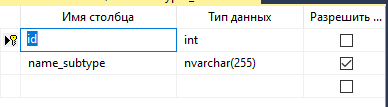 Имя столбца Тип данных Разрешить ...
id int
name_subtype nvarchar(255)